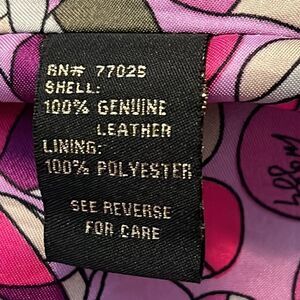 RN# 77025
SHELL:
100% GENUINE
LEATHER
LINING:
100% POLYESTER
SEE REVERSE
FOR CARE